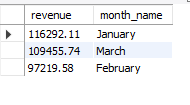 revenue month_name
116292.11 January
109455.74 March
97219.58 February